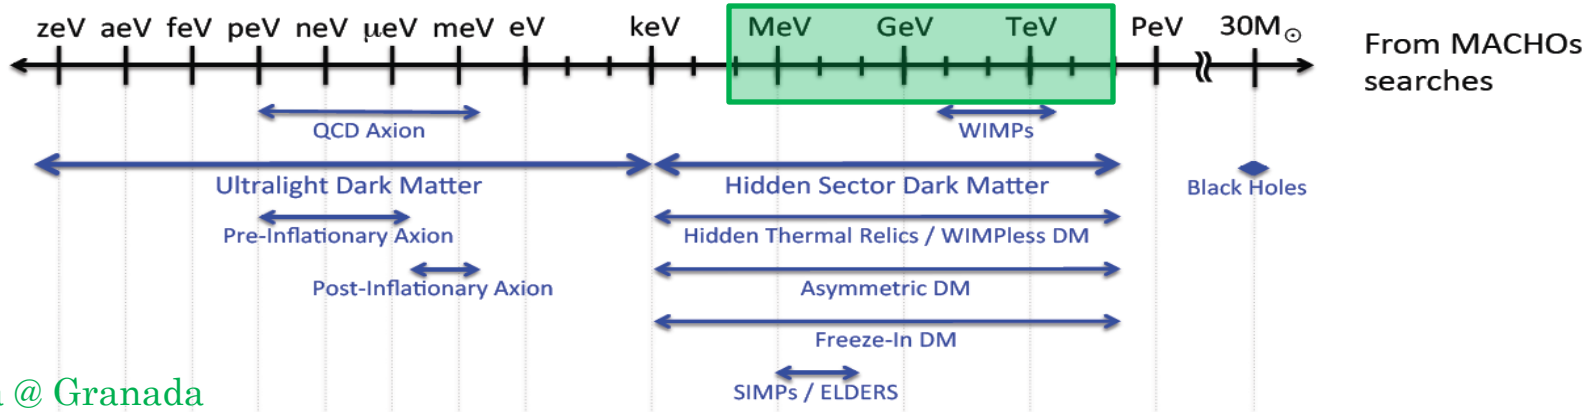 zeV aeV feV peV neV μeV meV eV keV MeV GeV TeV PeV 30M☉
From MACHOs
searches
QCD Axion
WIMPs
Ultralight Dark Matter
Hidden Sector Dark Matter
Black Holes
Pre-Inflationary Axion
Hidden Thermal Relics / WIMPless DM
Post-Inflationary Axion
Asymmetric DM
Freeze-In DM
SIMPs / ELDERS
@ Granada